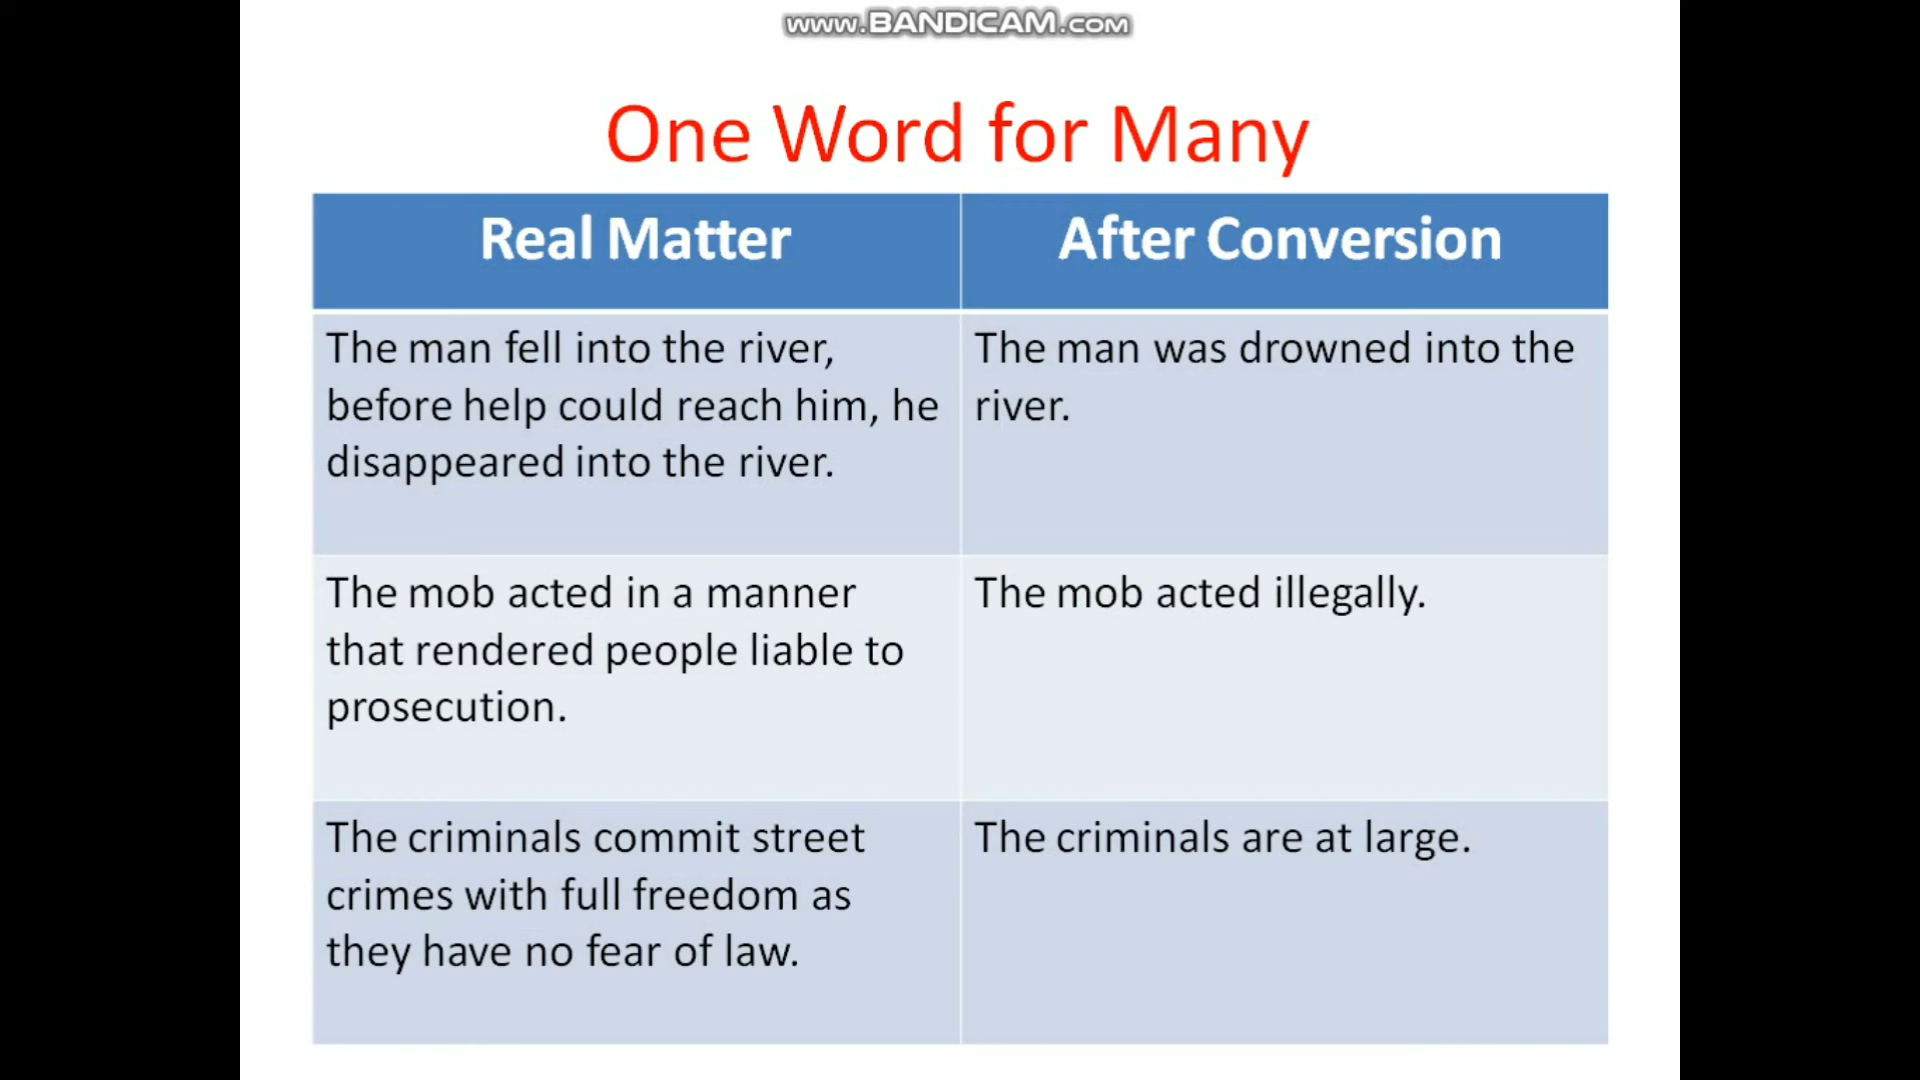 www.BANDICAM.com
One Word for Many
Real Matter
After Conversion
The man fell into the river,
before help could reach him, he
disappeared into the river.
The man was drowned into the
river.
The mob acted in a manner
that rendered people liable to
prosecution.
The mob acted illegally.
The criminals commit street
crimes with full freedom as
they have no fear of law.
The criminals are at large.